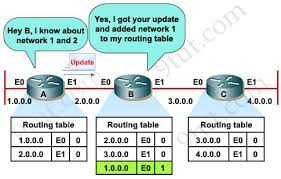 Hey B, I know about
network 1 and 2
Yes, I got your update
and added network 1
to my routing table
Update
E0 E1 E0 E1 E0 E1
A B C
1.0.0.0 2.0.0.0 3.0.0.0 4.0.0.0
Routing table Routing table Routing table
1.0.0.0 E0 0 2.0.0.0 E0 0 3.0.0.0 E0 0
2.0.0.0 E1 0 3.0.0.0 E1 0 4.0.0.0 E1 0
1.0.0.0 E0 1